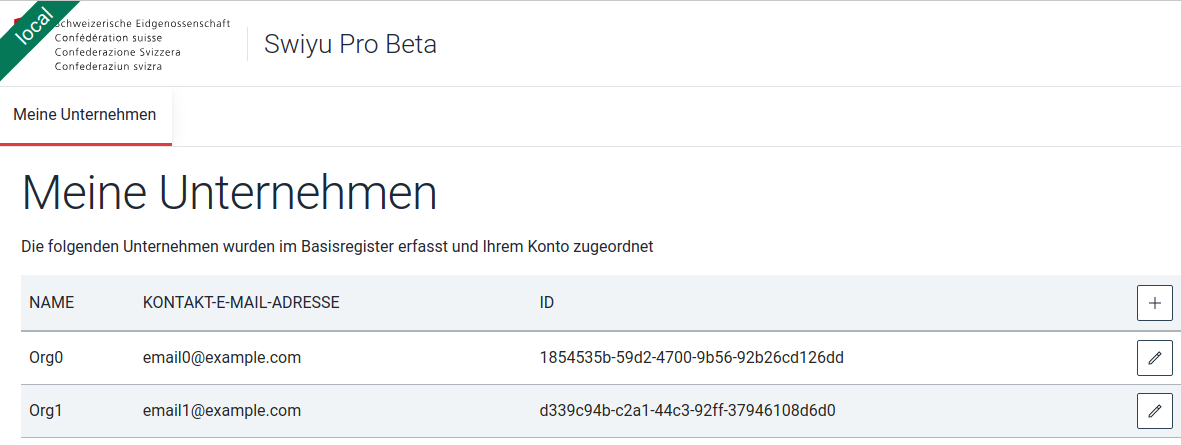 local
Schweizerische Eidgenossenschaft
Confédération suisse
Confederazione Svizzera
Confederaziun svizra
Swiyu Pro Beta
Meine Unternehmen
Meine Unternehmen
Die folgenden Unternehmen wurden im Basisregister erfasst und Ihrem Konto zugeordnet
NAME KONTAKT-E-MAIL-ADRESSE ID
Org0 email0@example.com 1854535b-59d2-4700-9b56-92b26cd126dd
Org1 email1@example.com d339c94b-c2a1-44c3-92ff-37946108d6d0